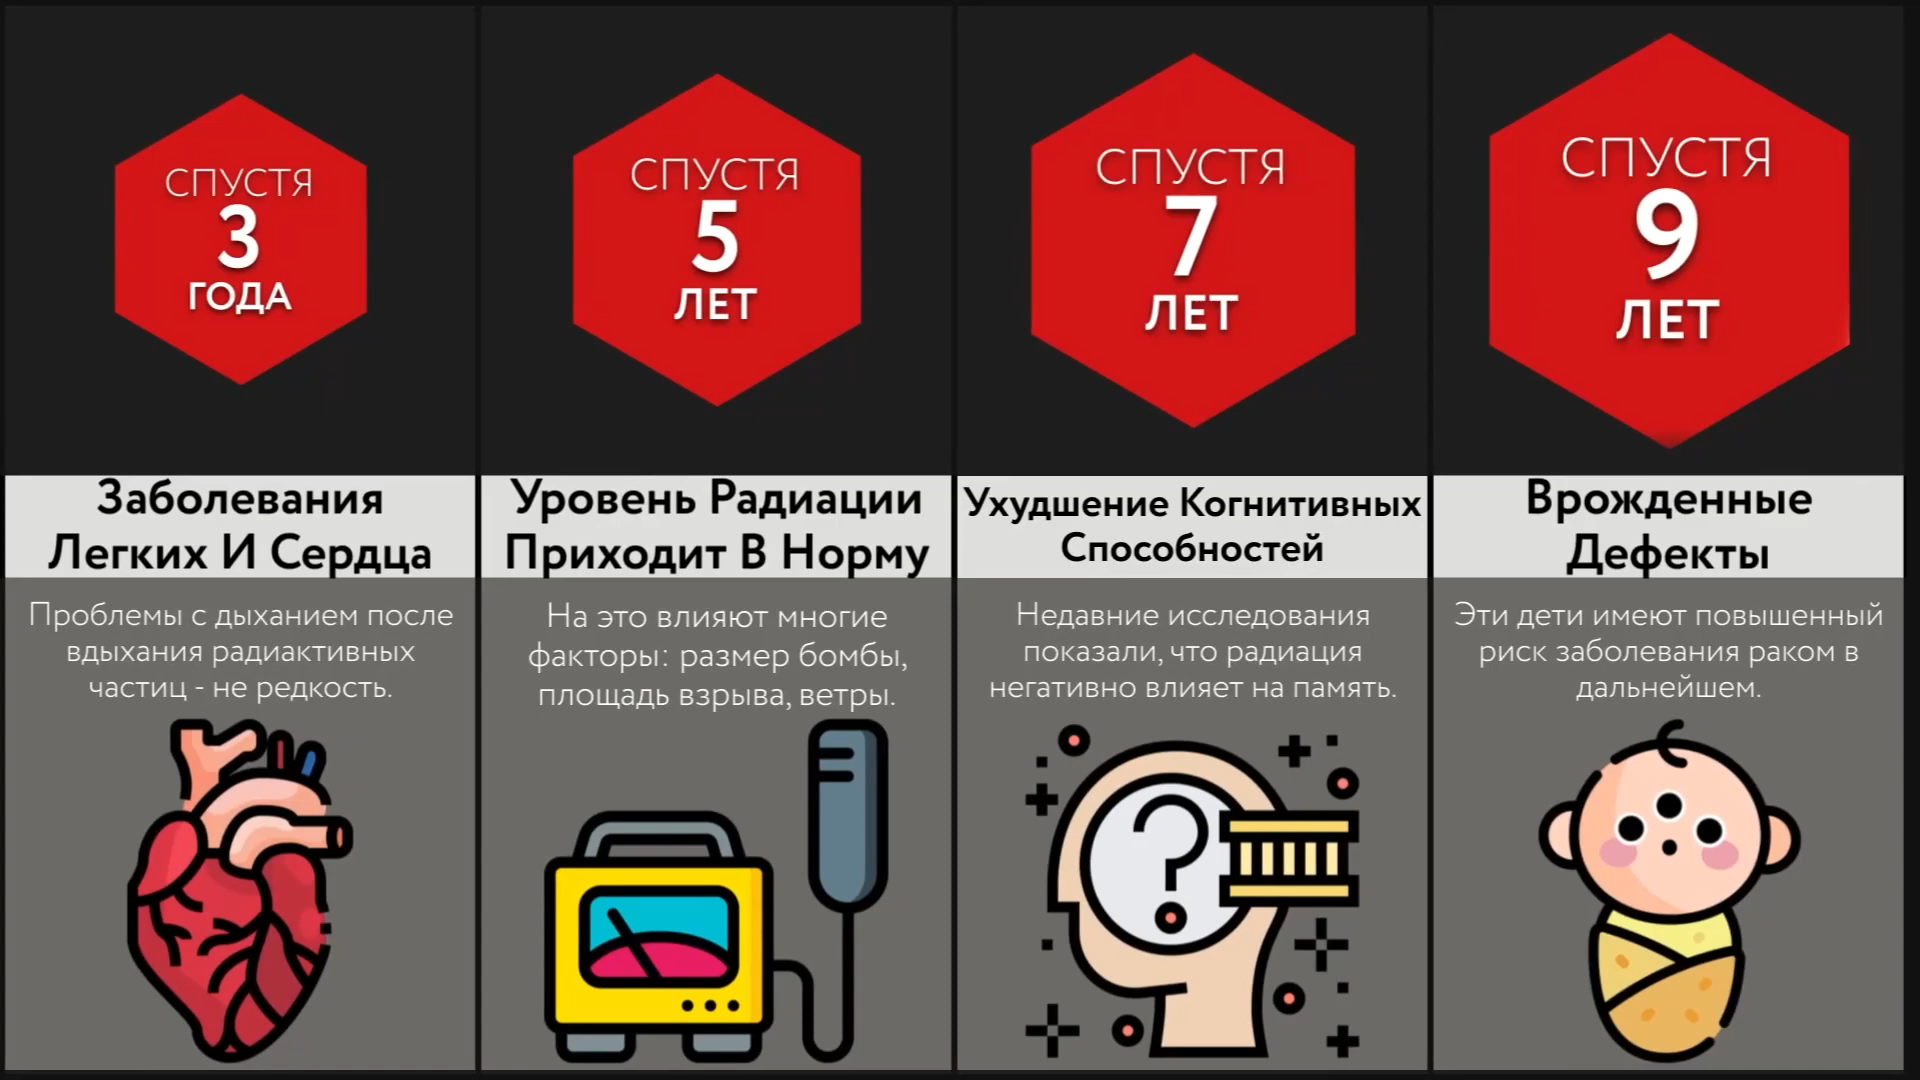 СПУСТЯ
3
ГОДА
Заболевания
Легких И Сердца
Проблемы с дыханием после
вдыхания радиактивных
частиц - не редкость.
СПУСТЯ
5
ЛЕТ
Уровень Радиации
Приходит В Норму
На это влияют многие
факторы: размер бомбы,
площадь взрыва, ветры.
СПУСТЯ
7
ЛЕТ
Ухудшение Когнитивных
Способностей
Недавние исследования
показали, что радиация
негативно влияет на память.
?
СПУСТЯ
9
ЛЕТ
Врожденные
Дефекты
Эти дети имеют повышенный
риск заболевания раком в
дальнейшем.